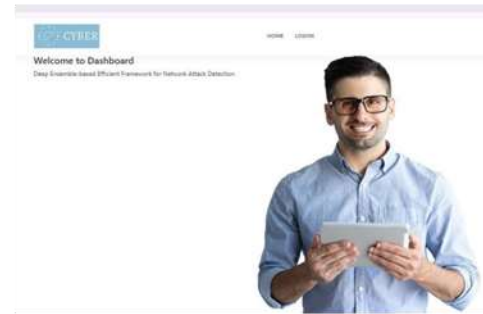 CYBER
HOME LOGIN
Welcome to Dashboard
Deep Ensemble-based Efficient Framework for Network Attack Detection